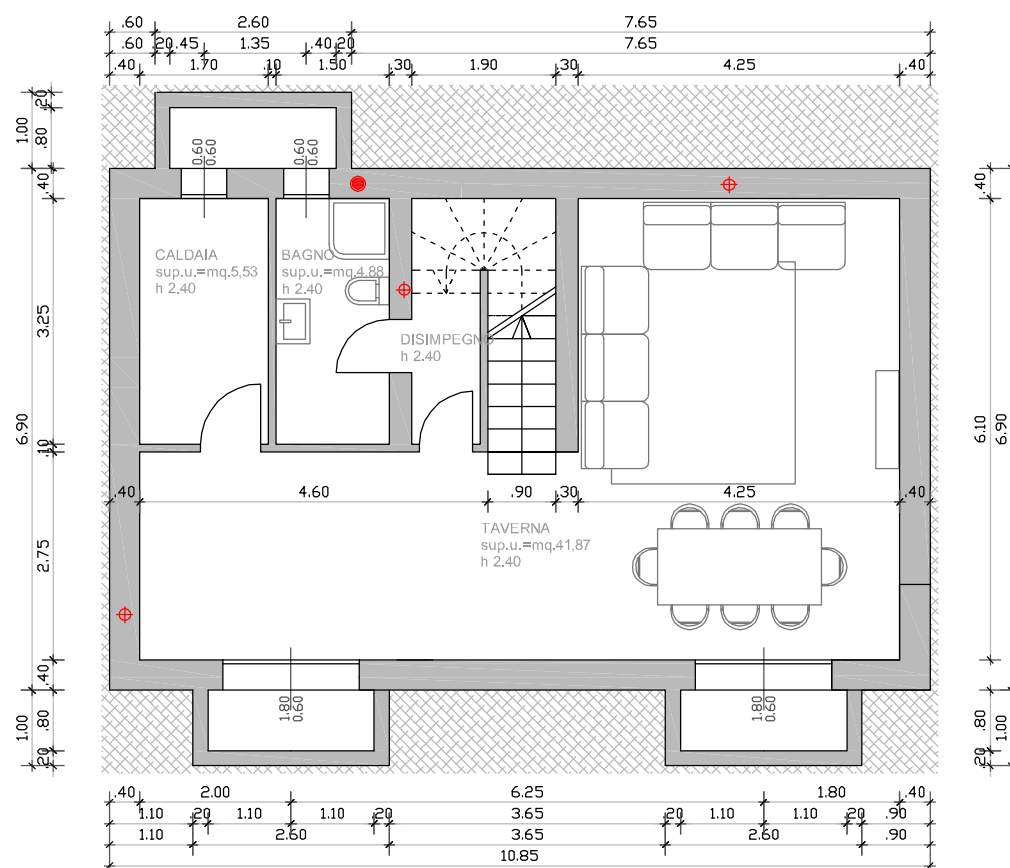 .60 2.60 7.65
.60 .20 .45 1.35 .40 .20 7.65
.40 1.70 .10 1.50 .30 1.90 .30 4.25 .40
1.00 .20 .80
.40
0.60 0.60 0.60 0.60
.40
CALDAIA
sup.u.=mq.5,53
h 2.40
BAGNO
sup.u.=mq.4.88
h 2.40
DISIMPEGNO
h 2.40
3.25
6.90
.10
6.10
6.90
.40 4.60 .90 .30 4.25 .40
TAVERNA
sup.u.=mq.41,87
h 2.40
2.75
.40
1.00 .80 .20
1.80 0.60
1.80 0.60
.80 1.00 .20
.40 2.00 6.25 1.80 .40
1.10 .20 1.10 1.10 .20 3.65 .20 1.10 1.10 .20 .90
1.10 2.60 3.65 2.60 .90
10.85